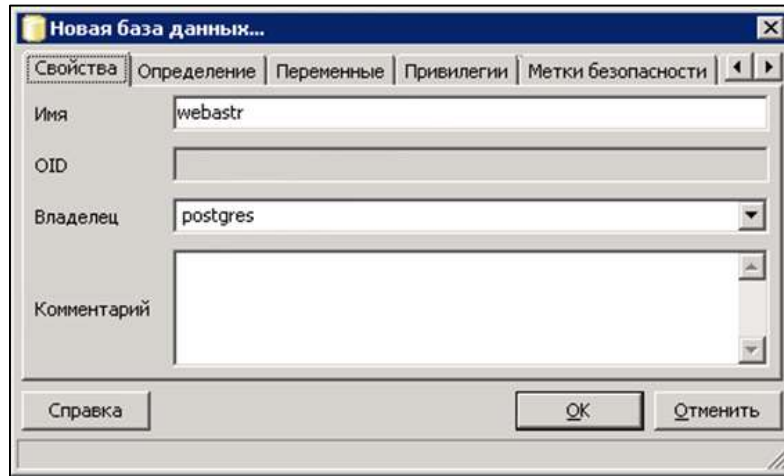 Новая база данных...
Свойства Определение Переменные Привилегии Метки безопасности
Имя webastr
OID
Владелец postgres
Комментарий
Справка OK Отменить